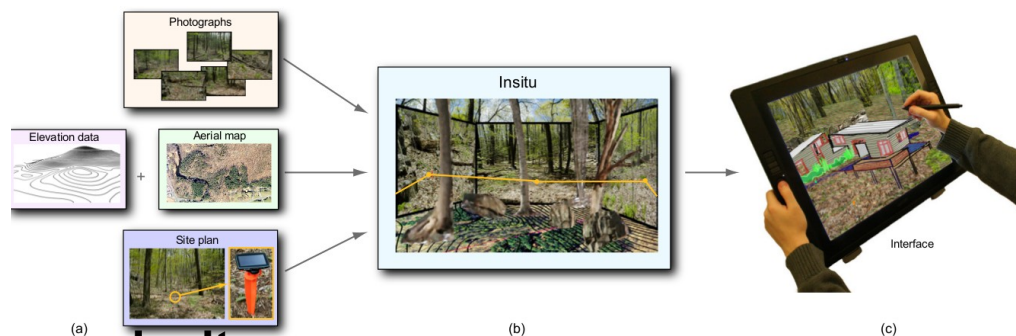 Photographs
Elevation data
+
Aerial map
Site plan
Insitu
Interface
(a)
(b)
(c)